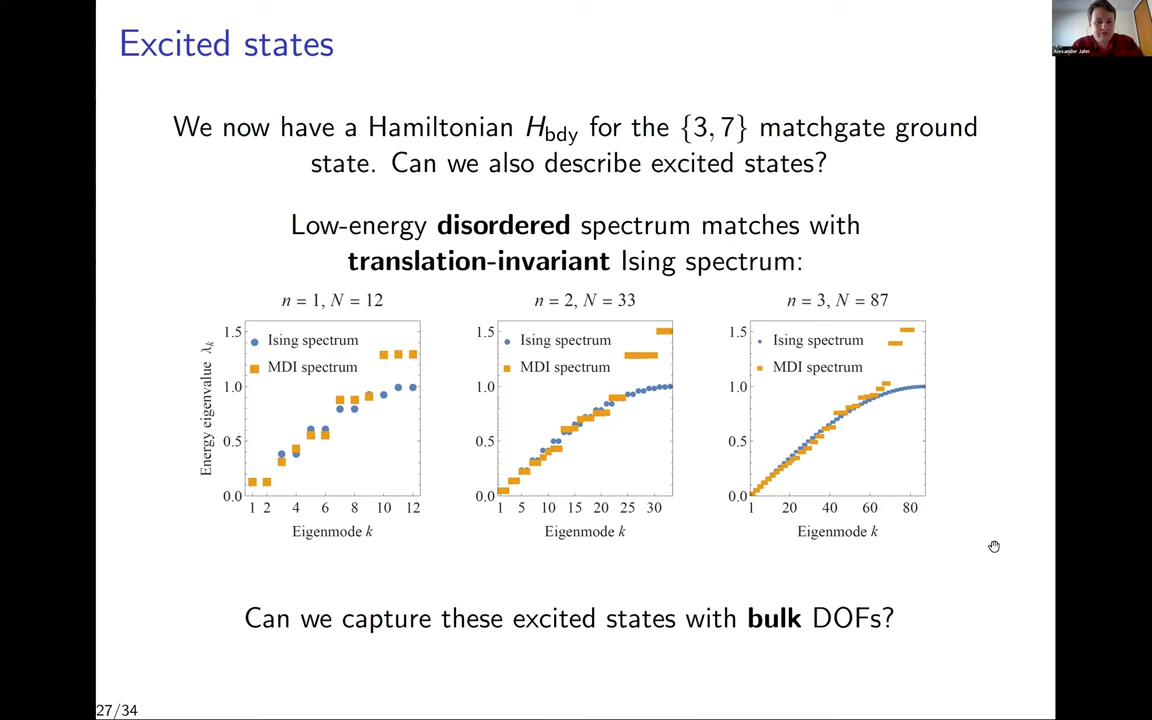 Excited states
Alexander Jahn
We now have a Hamiltonian H_bdy for the {3, 7} matchgate ground
state. Can we also describe excited states?
Low-energy disordered spectrum matches with
translation-invariant Ising spectrum:
n = 1, N = 12
Energy eigenvalue λ_k
1.5
1.0
0.5
0.0
Ising spectrum
MDI spectrum
1 2 4 6 8 10 12
Eigenmode k
n = 2, N = 33
1.5
1.0
0.5
0.0
Ising spectrum
MDI spectrum
1 5 10 15 20 25 30
Eigenmode k
n = 3, N = 87
1.5
1.0
0.5
0.0
Ising spectrum
MDI spectrum
1 20 40 60 80
Eigenmode k
Can we capture these excited states with bulk DOFs?
27/34